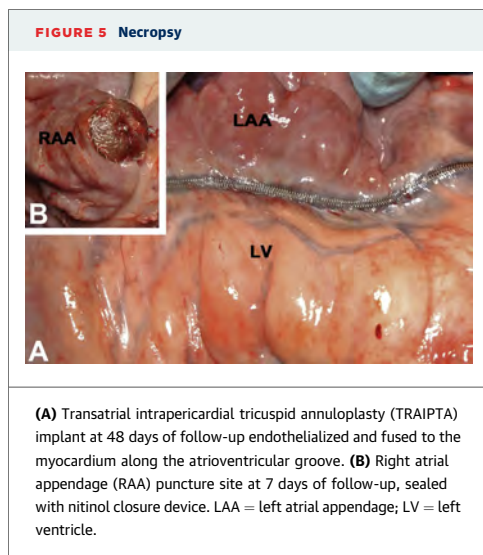 FIGURE 5 Necropsy
RAA
B
LAA
LV
A
(A) Transatrial intrapericardial tricuspid annuloplasty (TRAIPTA)
implant at 48 days of follow-up endothelialized and fused to the
myocardium along the atrioventricular groove. (B) Right atrial
appendage (RAA) puncture site at 7 days of follow-up, sealed
with nitinol closure device. LAA = left atrial appendage; LV = left
ventricle.